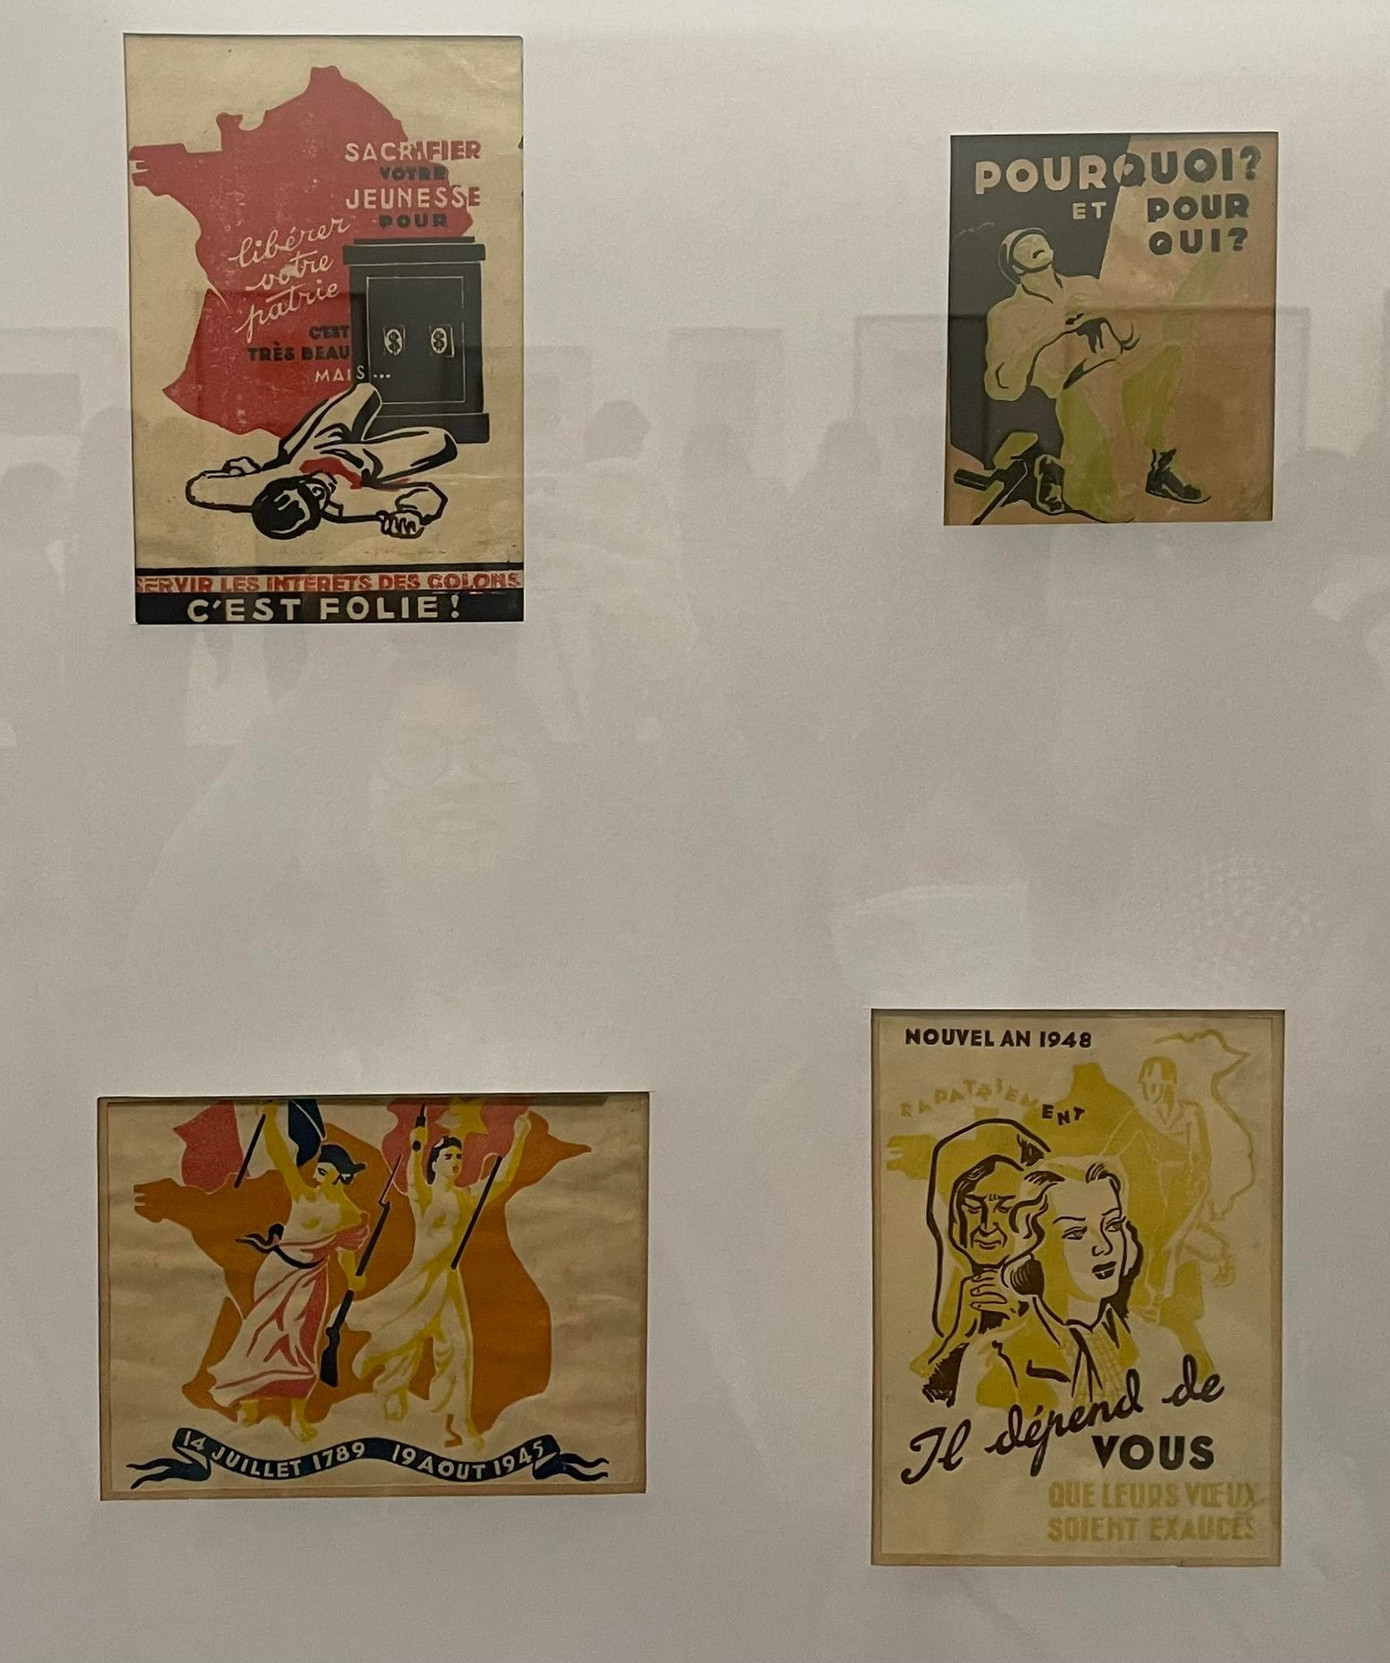 SACRIFIER
VOTRE
JEUNESSE
POUR
libérer
votre
patrie
C'EST
TRÈS BEAU
MAIS...
$ $
SERVIR LES INTERETS DES COLONS
C'EST FOLIE!
POURQUOI?
ET POUR
QUI?
14 JUILLET 1789 19 AOUT 1945
NOUVEL AN 1948
RAPATRIEMENT
Il dépend de
VOUS
QUE LEURS VŒUX
SOIENT EXAUCÉS